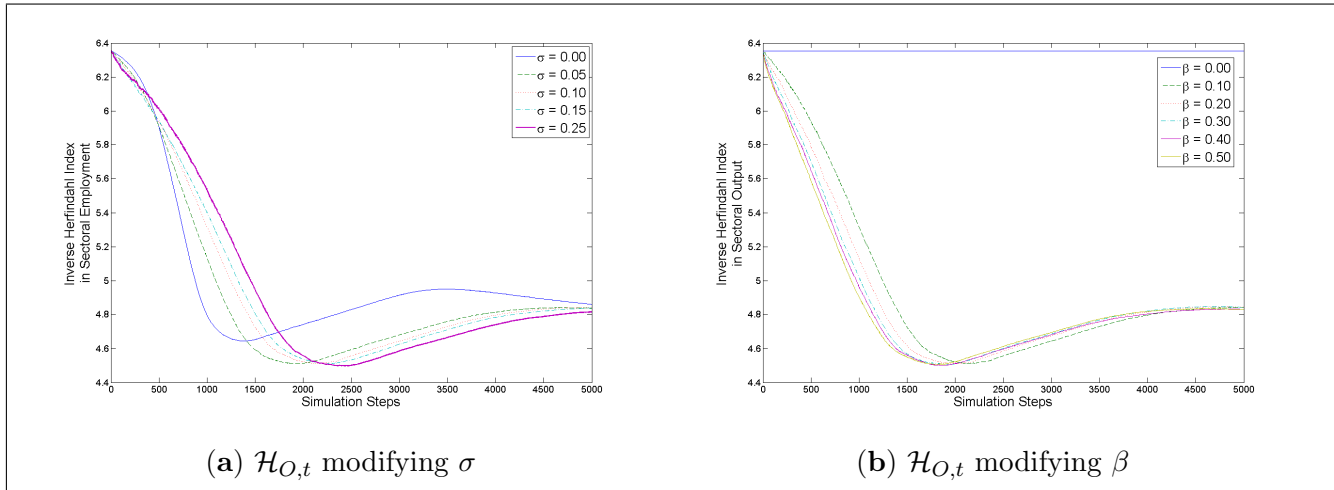 6.4
6.2
6
5.8
5.6
5.4
5.2
5
4.8
4.6
4.4
0 500 1000 1500 2000 2500 3000 3500 4000 4500 5000
Simulation Steps
Inverse Herfindahl Index
in Sectoral Employment
σ = 0.00
σ = 0.05
σ = 0.10
σ = 0.15
σ = 0.25
(a) ℋO,t modifying σ
6.4
6.2
6
5.8
5.6
5.4
5.2
5
4.8
4.6
4.4
0 500 1000 1500 2000 2500 3000 3500 4000 4500 5000
Simulation Steps
Inverse Herfindahl Index
in Sectoral Output
β = 0.00
β = 0.10
β = 0.20
β = 0.30
β = 0.40
β = 0.50
(b) ℋO,t modifying β